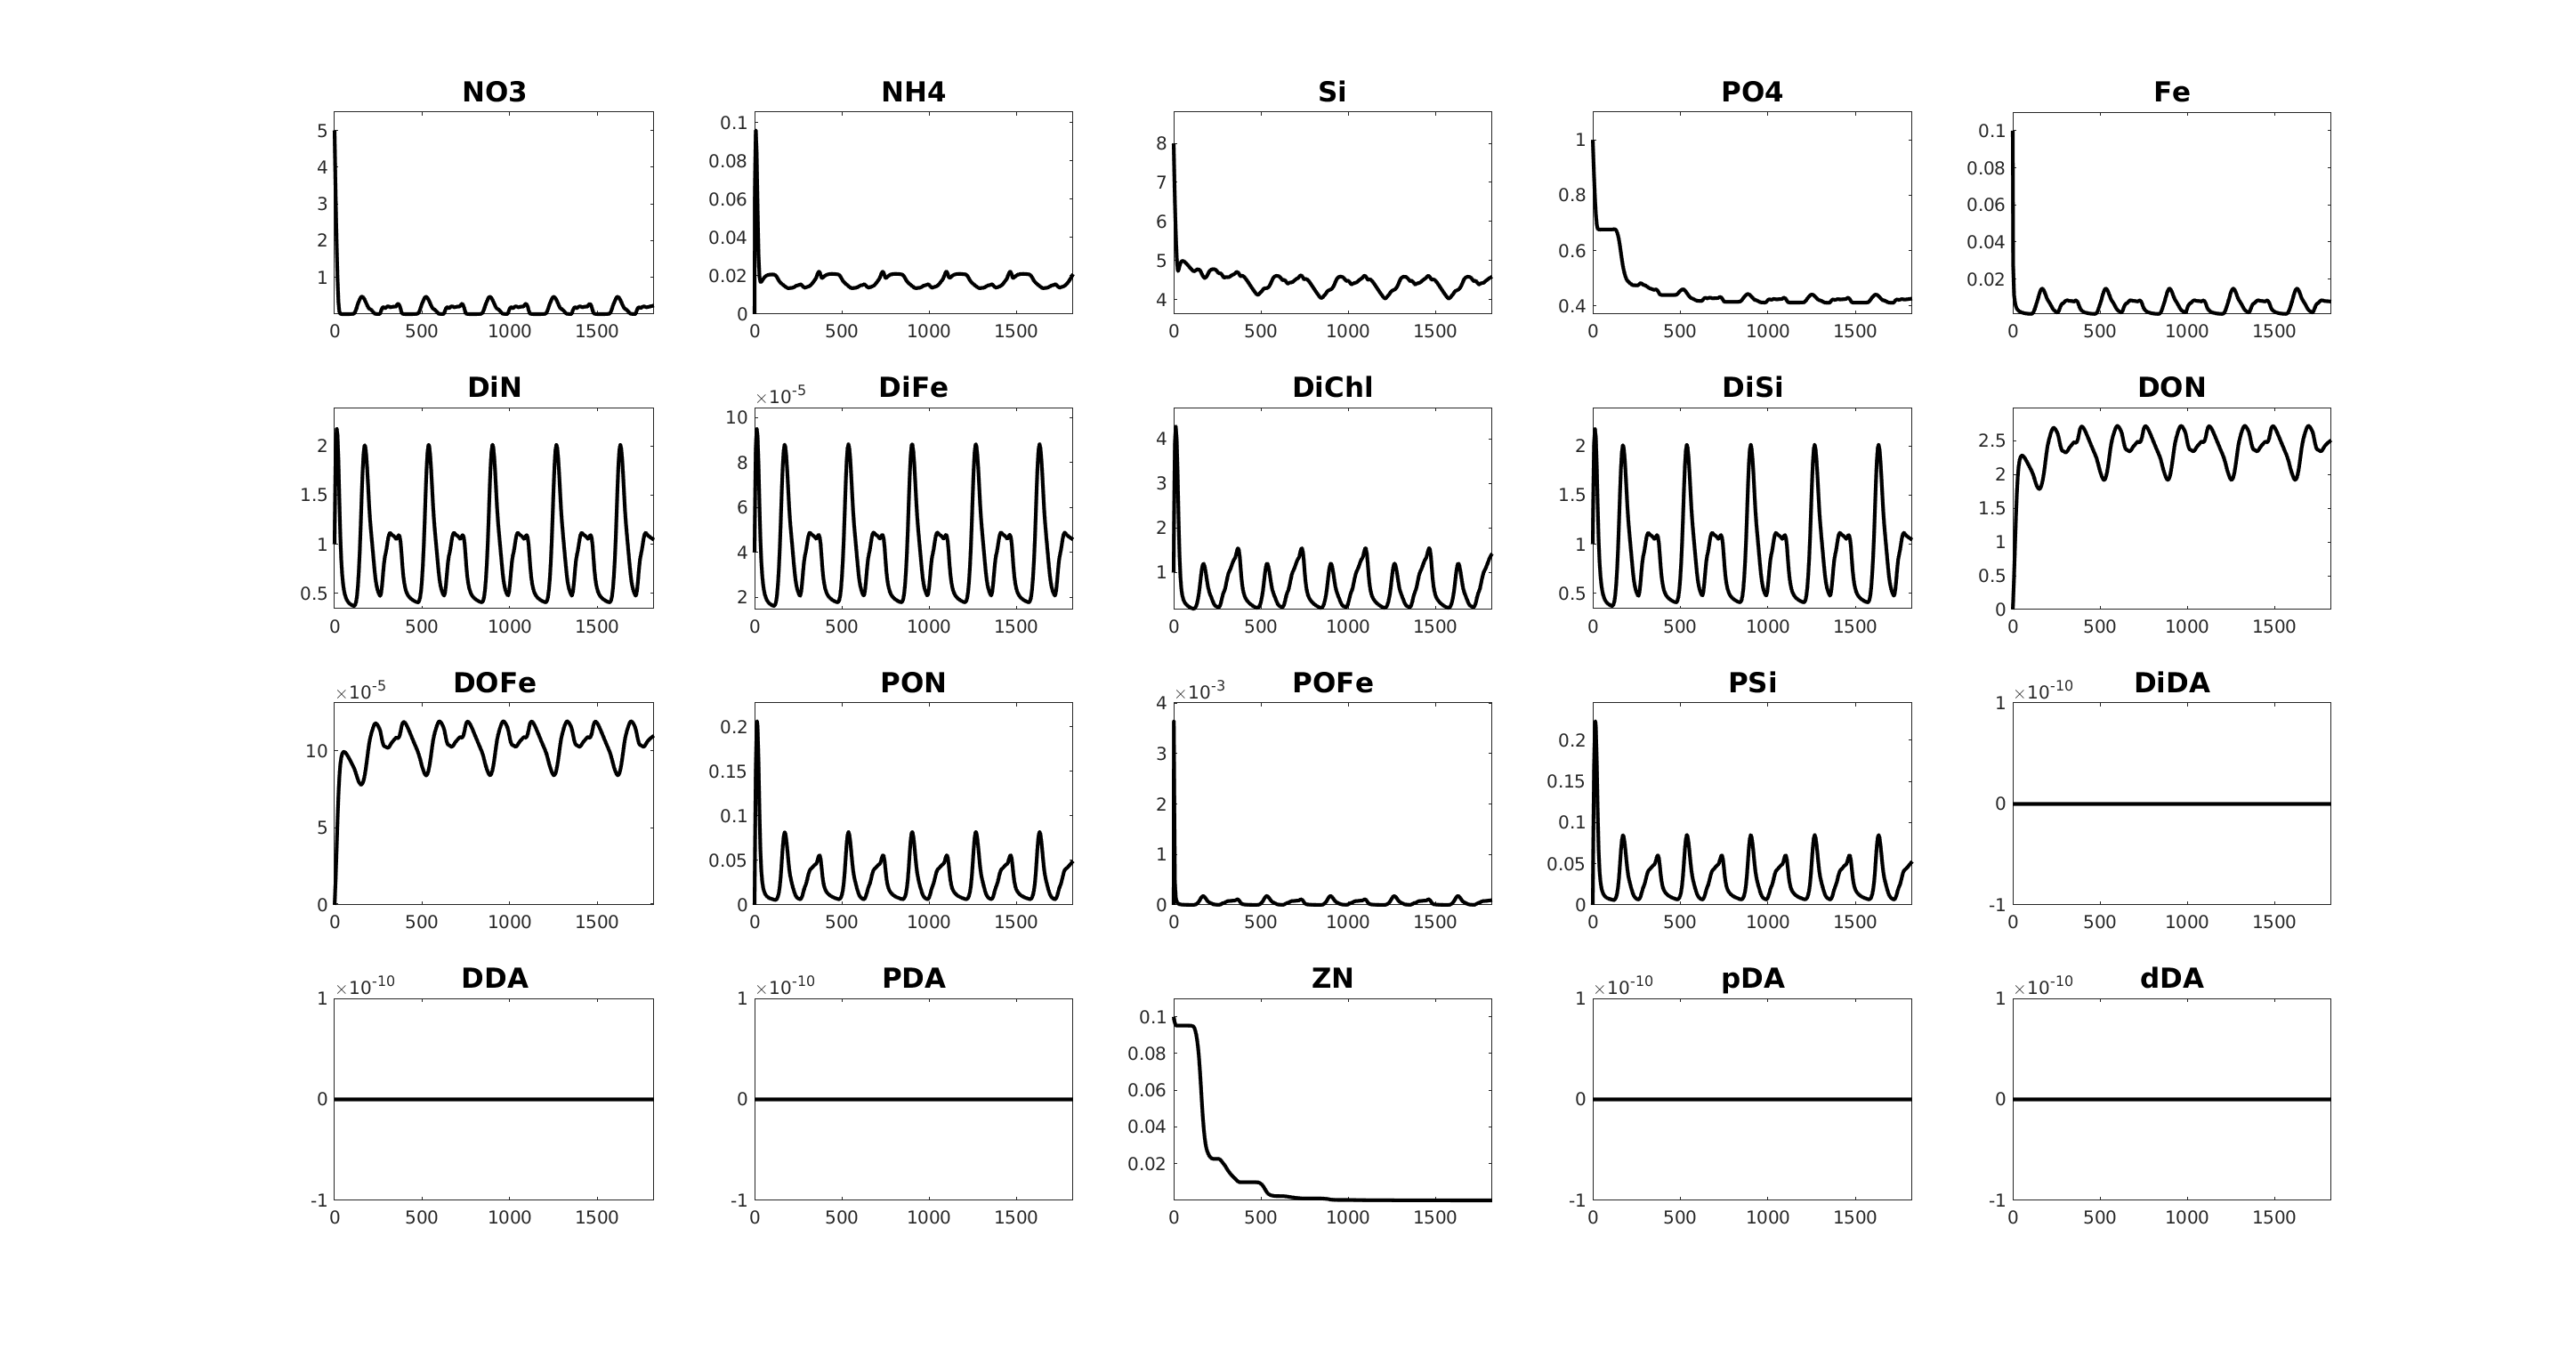 NO3 NH4 Si PO4 Fe
5 4 3 2 1
0 500 1000 1500
0.1 0.08 0.06 0.04 0.02 0
0 500 1000 1500
8 7 6 5 4
0 500 1000 1500
1 0.8 0.6 0.4
0 500 1000 1500
0.1 0.08 0.06 0.04 0.02
0 500 1000 1500
DiN DiFe DiChl DiSi DON
2 1.5 1 0.5
0 500 1000 1500
×10-5
10 8 6 4 2
0 500 1000 1500
4 3 2 1
0 500 1000 1500
2 1.5 1 0.5
0 500 1000 1500
2.5 2 1.5 1 0.5 0
0 500 1000 1500
DOFe PON POFe PSi DiDA
×10-5
10 5 0
0 500 1000 1500
0.2 0.15 0.1 0.05 0
0 500 1000 1500
×10-3
4 3 2 1 0
0 500 1000 1500
0.2 0.15 0.1 0.05 0
0 500 1000 1500
×10-10
1 0 -1
0 500 1000 1500
DDA PDA ZN pDA dDA
×10-10
1 0 -1
0 500 1000 1500
×10-10
1 0 -1
0 500 1000 1500
0.1 0.08 0.06 0.04 0.02
0 500 1000 1500
×10-10
1 0 -1
0 500 1000 1500
×10-10
1 0 -1
0 500 1000 1500